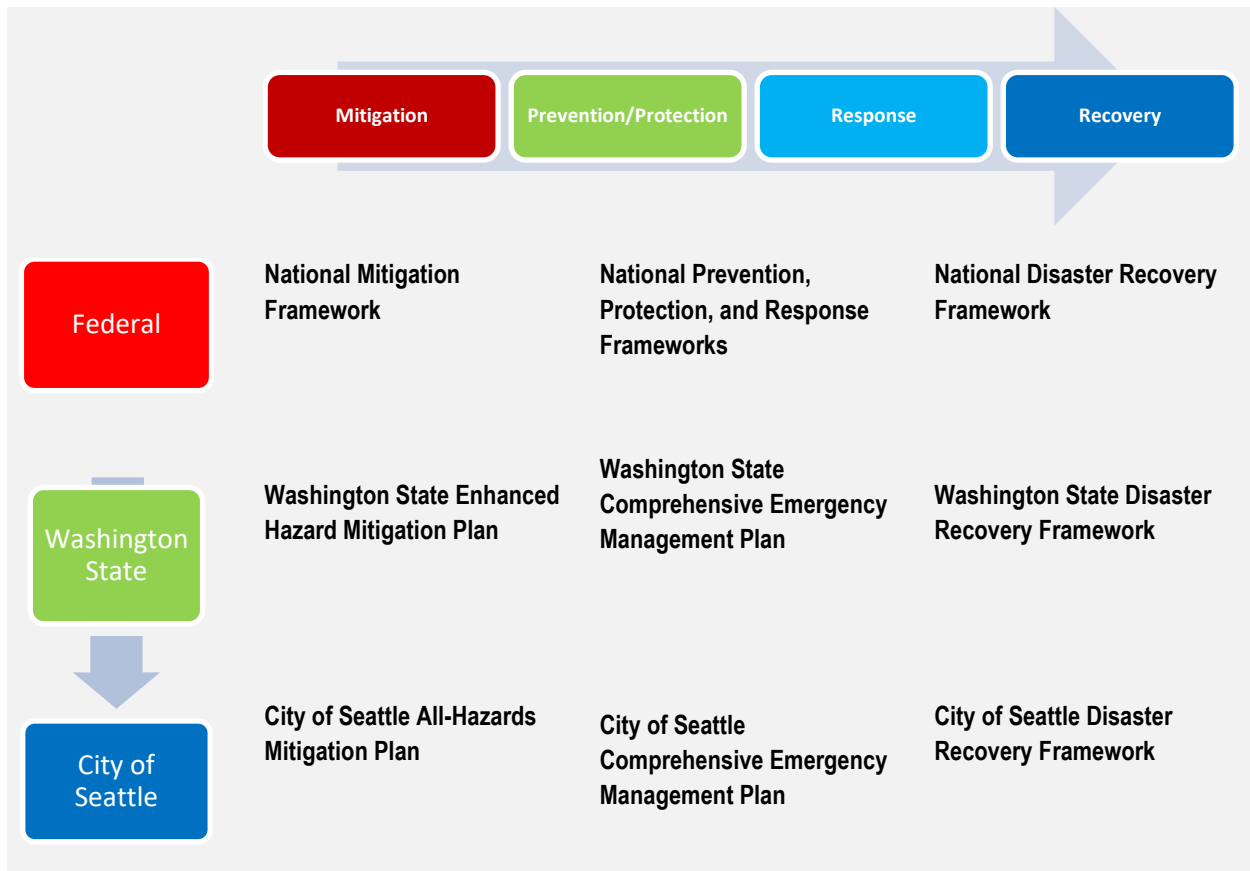 Mitigation
Prevention/Protection
Response
Recovery
Federal
National Mitigation
Framework
National Prevention,
Protection, and Response
Frameworks
National Disaster Recovery
Framework
Washington
State
Washington State Enhanced
Hazard Mitigation Plan
Washington State
Comprehensive Emergency
Management Plan
Washington State Disaster
Recovery Framework
City of
Seattle
City of Seattle All-Hazards
Mitigation Plan
City of Seattle
Comprehensive Emergency
Management Plan
City of Seattle Disaster
Recovery Framework